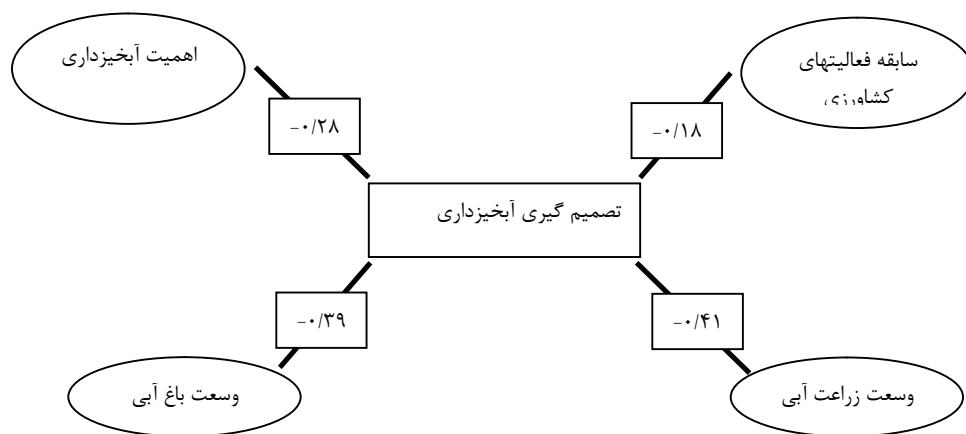 اهمیت آبخیزداری
سابقه فعالیتهای
کشاورزی
-۰/۲۸
-۰/۱۸
تصمیم گیری آبخیزداری
-۰/۳۹
-۰/۴۱
وسعت باغ آبی
وسعت زراعت آبی